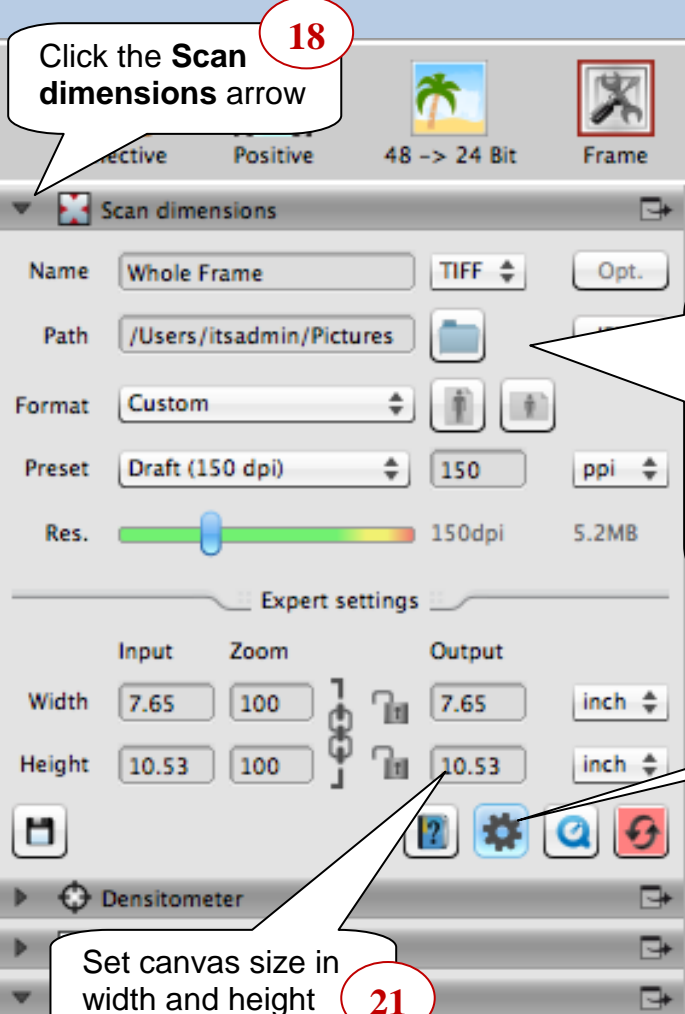 18
Click the Scan
dimensions arrow
Positive 48 -> 24 Bit Frame
Scan dimensions
Name Whole Frame TIFF Opt.
Path /Users/itsadmin/Pictures
Format Custom
Preset Draft (150 dpi) 150 ppi
Res. 150dpi 5.2MB
Expert settings
Input Zoom Output
Width 7.65 100 7.65 inch
Height 10.53 100 10.53 inch
Densitometer
Set canvas size in
width and height
21